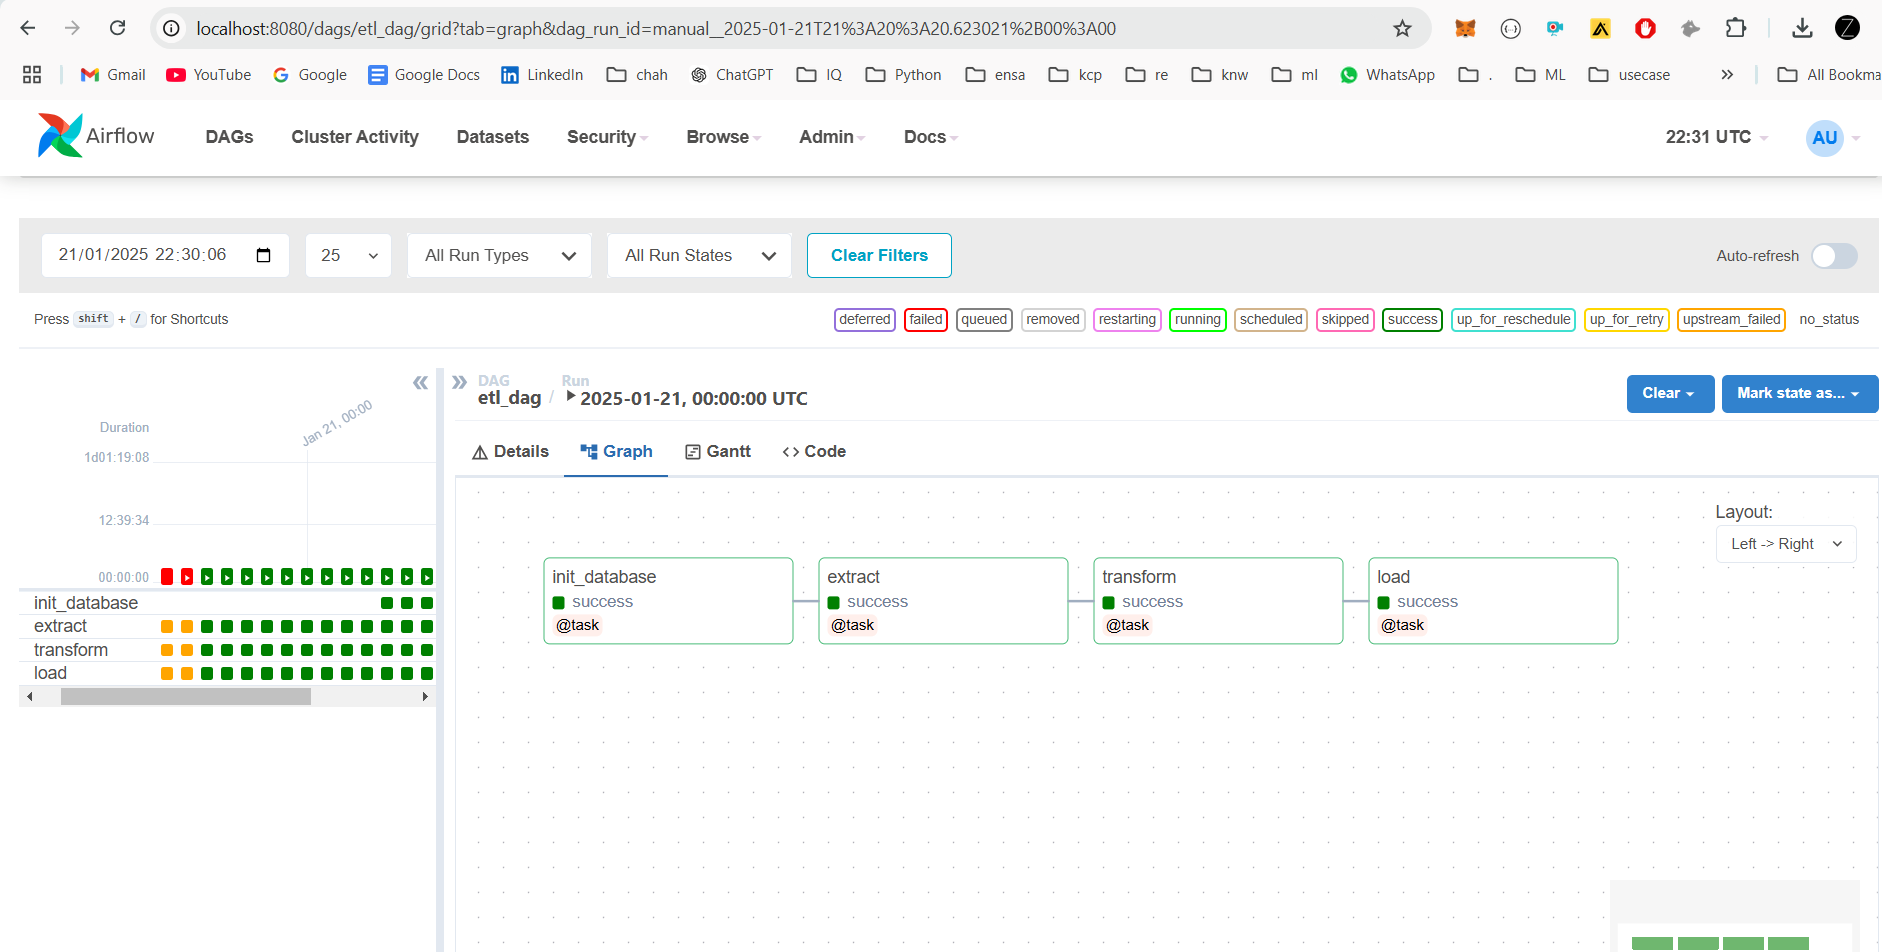 localhost:8080/dags/etl_dag/grid?tab=graph&dag_run_id=manual__2025-01-21T21%3A20%3A20.623021%2B00%3A00
Z
Gmail YouTube Google Google Docs LinkedIn chah ChatGPT IQ Python ensa kcp re knw ml WhatsApp . ML usecase » All Bookma
Airflow DAGs Cluster Activity Datasets Security Browse Admin Docs 22:31 UTC AU
21/01/2025 22:30:06 25 All Run Types All Run States Clear Filters Auto-refresh
Press shift + / for Shortcuts deferred failed queued removed restarting running scheduled skipped success up_for_reschedule up_for_retry upstream_failed no_status
DAG Run
etl_dag / 2025-01-21, 00:00:00 UTC Clear Mark state as...
Details Graph Gantt Code
Jan 21, 00:00
Duration
1d01:19:08
12:39:34
00:00:00
init_database
extract
transform
load
Layout:
Left -> Right
init_database
success
@task
extract
success
@task
transform
success
@task
load
success
@task